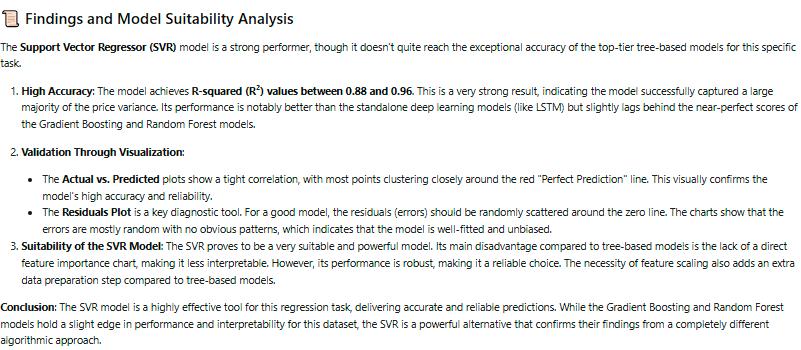 📜 Findings and Model Suitability Analysis
The Support Vector Regressor (SVR) model is a strong performer, though it doesn't quite reach the exceptional accuracy of the top-tier tree-based models for this specific
task.
1. High Accuracy: The model achieves R-squared (R²) values between 0.88 and 0.96. This is a very strong result, indicating the model successfully captured a large
majority of the price variance. Its performance is notably better than the standalone deep learning models (like LSTM) but slightly lags behind the near-perfect scores of
the Gradient Boosting and Random Forest models.
2. Validation Through Visualization:
• The Actual vs. Predicted plots show a tight correlation, with most points clustering closely around the red "Perfect Prediction" line. This visually confirms the
model's high accuracy and reliability.
• The Residuals Plot is a key diagnostic tool. For a good model, the residuals (errors) should be randomly scattered around the zero line. The charts show that the
errors are mostly random with no obvious patterns, which indicates that the model is well-fitted and unbiased.
3. Suitability of the SVR Model: The SVR proves to be a very suitable and powerful model. Its main disadvantage compared to tree-based models is the lack of a direct
feature importance chart, making it less interpretable. However, its performance is robust, making it a reliable choice. The necessity of feature scaling also adds an extra
data preparation step compared to tree-based models.
Conclusion: The SVR model is a highly effective tool for this regression task, delivering accurate and reliable predictions. While the Gradient Boosting and Random Forest
models hold a slight edge in performance and interpretability for this dataset, the SVR is a powerful alternative that confirms their findings from a completely different
algorithmic approach.